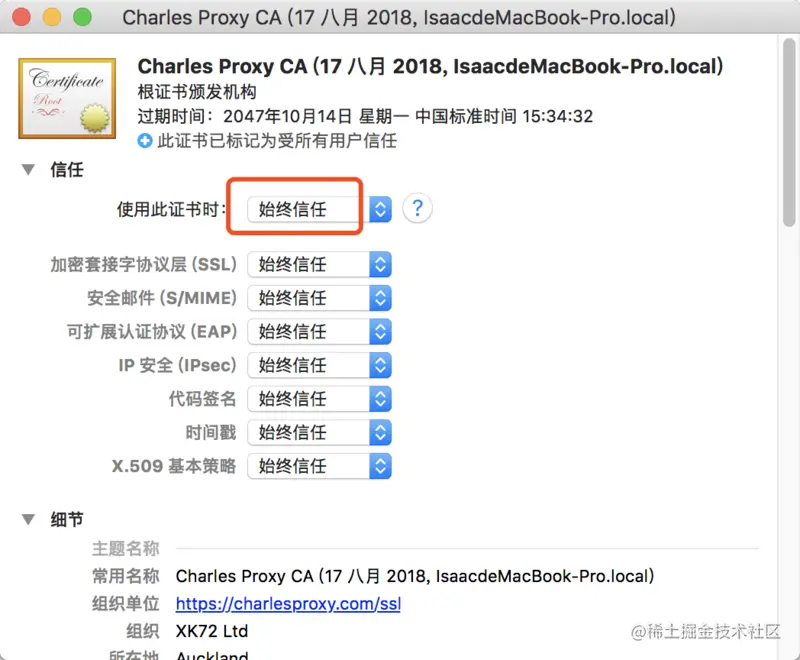 Charles Proxy CA (17 八月 2018, IsaacdeMacBook-Pro.local)
Certificate
Root
Charles Proxy CA (17 八月 2018, IsaacdeMacBook-Pro.local)
根证书颁发机构
过期时间: 2047年10月14日 星期一 中国标准时间 15:34:32
此证书已标记为受所有用户信任
信任
使用此证书时: 始终信任 ?
加密套接字协议层 (SSL) 始终信任
安全邮件 (S/MIME) 始终信任
可扩展认证协议 (EAP) 始终信任
IP 安全 (IPsec) 始终信任
代码签名 始终信任
时间戳 始终信任
X.509 基本策略 始终信任
细节
主题名称
常用名称 Charles Proxy CA (17 八月 2018, IsaacdeMacBook-Pro.local)
组织单位 https://charlesproxy.com/ssl
组织 XK72 Ltd
所在地 Auckland
@稀土掘金技术社区